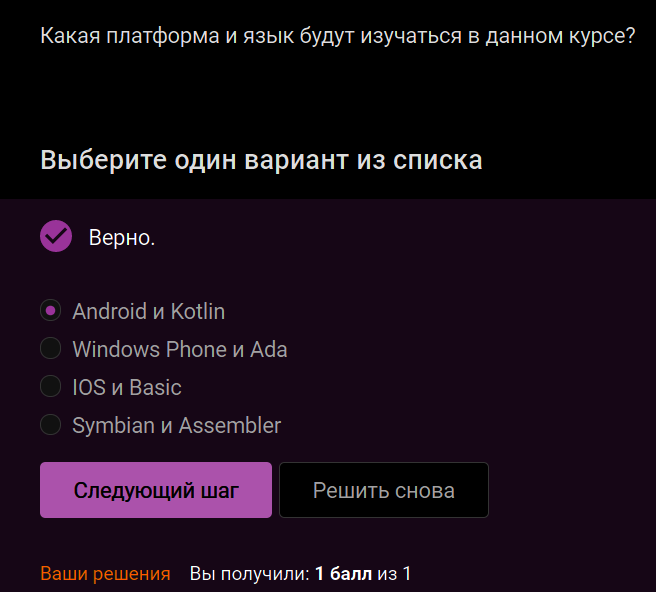 Какая платформа и язык будут изучаться в данном курсе?
Выберите один вариант из списка
Верно.
Android и Kotlin
Windows Phone и Ada
IOS и Basic
Symbian и Assembler
Следующий шаг
Решить снова
Ваши решения Вы получили: 1 балл из 1